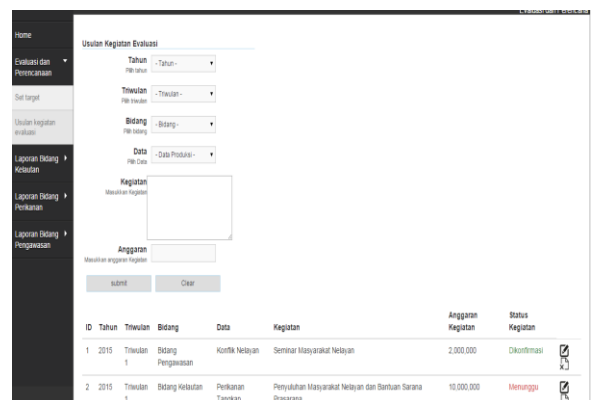 Evaluasi dan Perencana
Home
Evaluasi dan
Perencanaan
Set target
Usulan kegiatan
evaluasi
Laporan Bidang
Kelautan
Laporan Bidang
Perikanan
Laporan Bidang
Pengawasan
Usulan Kegiatan Evaluasi
Tahun - Tahun -
Pilih tahun
Triwulan - Triwulan -
Pilih triwulan
Bidang - Bidang -
Pilih bidang
Data - Data Produksi -
Pilih Data
Kegiatan
Masukkan Kegiatan
Anggaran
Masukkan anggaran Kegiatan
submit Clear
ID Tahun Triwulan Bidang Data Kegiatan Anggaran Kegiatan Status Kegiatan
1 2015 Triwulan 1 Bidang Pengawasan Konflik Nelayan Seminar Masyarakat Nelayan 2,000,000 Dikonfirmasi
2 2015 Triwulan 1 Bidang Kelautan Perikanan Tangkap Penyuluhan Masyarakat Nelayan dan Bantuan Sarana Prasarana 10,000,000 Menunggu